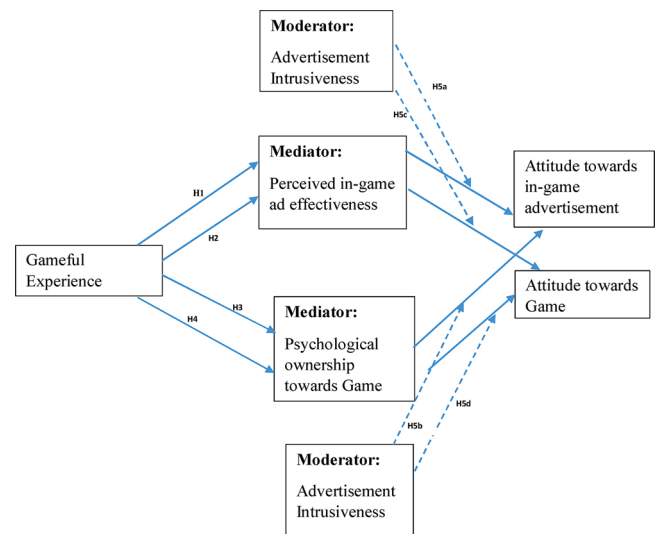 Moderator:
Advertisement
Intrusiveness
H5a
H5c
Mediator:
Perceived in-game
ad effectiveness
Attitude towards
in-game
advertisement
H1
H2
Gameful
Experience
Attitude towards
Game
H3
H4
Mediator:
Psychological
ownership
towards Game
H5b
H5d
Moderator:
Advertisement
Intrusiveness